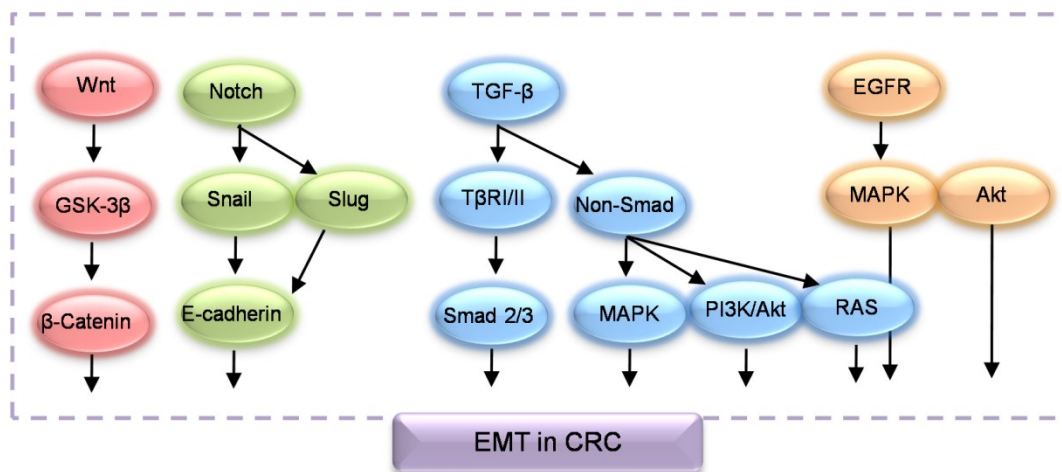 Wnt
Notch
TGF-β
EGFR
GSK-3β
Snail
Slug
TβRI/II
Non-Smad
MAPK
Akt
β-Catenin
E-cadherin
Smad 2/3
MAPK
PI3K/Akt
RAS
EMT in CRC